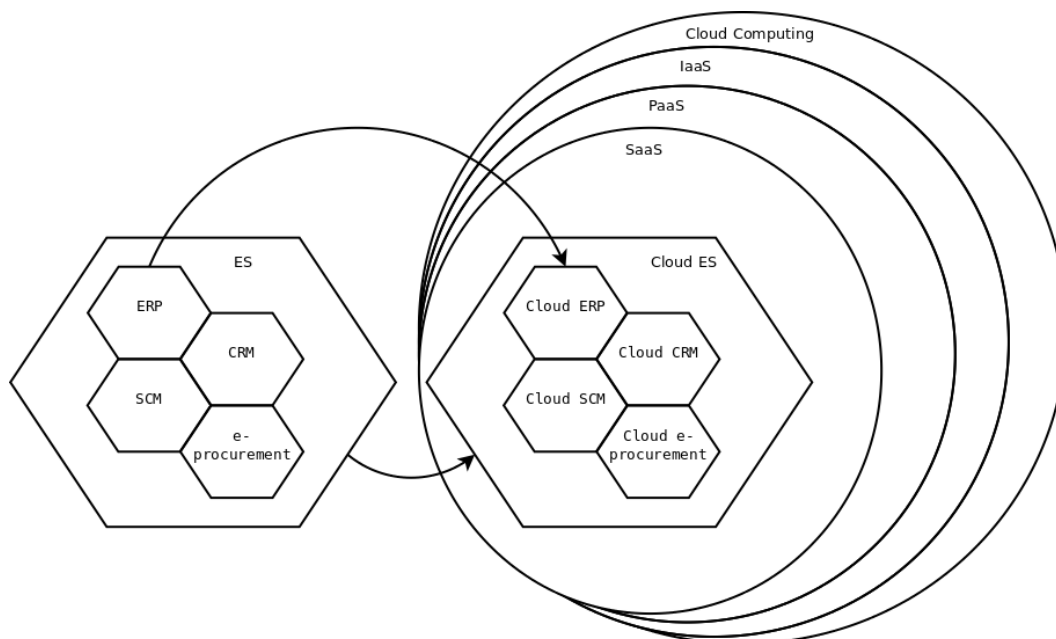 Cloud Computing
IaaS
PaaS
SaaS
ES
ERP
CRM
SCM
e-
procurement
Cloud ES
Cloud ERP
Cloud CRM
Cloud SCM
Cloud e-
procurement